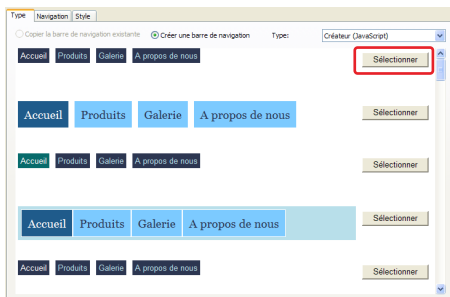 Type Navigation Style
Copier la barre de navigation existante Créer une barre de navigation Type: Créateur (JavaScript)
Accueil Produits Galerie A propos de nous Sélectionner
Accueil Produits Galerie A propos de nous Sélectionner
Accueil Produits Galerie A propos de nous Sélectionner
Accueil Produits Galerie A propos de nous Sélectionner
Accueil Produits Galerie A propos de nous Sélectionner